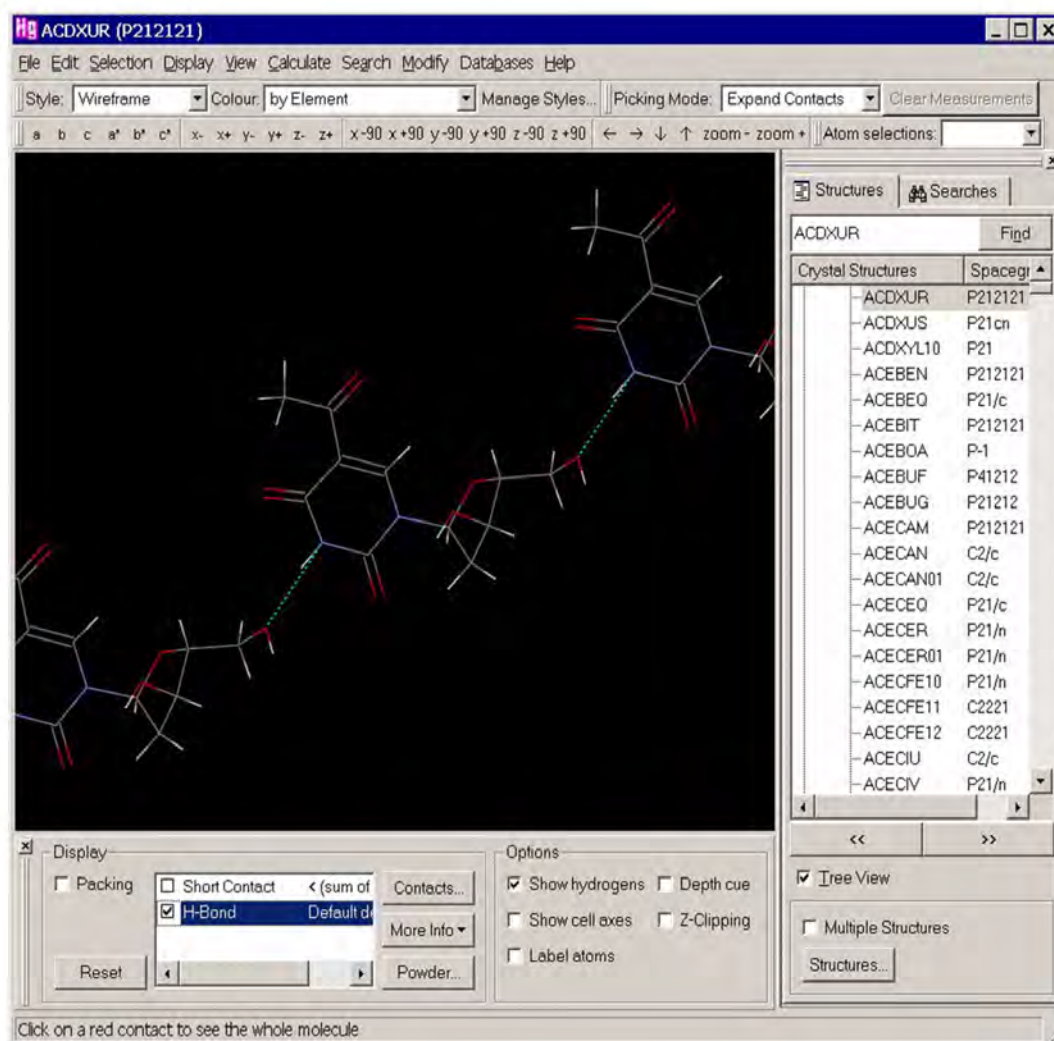 Hg ACDXUR (P212121)
File Edit Selection Display View Calculate Search Modify Databases Help
Style: Wireframe Colour: by Element Manage Styles... Picking Mode: Expand Contacts Clear Measurements
a b c a* b* c* x- x+ y- y+ z- z+ x-90 x+90 y-90 y+90 z-90 z+90 ← → ↓ ↑ zoom- zoom+ Atom selections:
Structures Searches
ACDXUR Find
Crystal Structures Spacegr
ACDXUR P212121
ACDXUS P21cn
ACDXYL10 P21
ACEBEN P212121
ACEBEQ P21/c
ACEBIT P212121
ACEBOA P-1
ACEBUF P41212
ACEBUG P21212
ACECAM P212121
ACECAN C2/c
ACECAN01 C2/c
ACECEQ P21/c
ACECER P21/n
ACECER01 P21/n
ACECFE10 P21/n
ACECFE11 C2221
ACECFE12 C2221
ACECIU C2/c
ACECIV P21/n
<< >>
Tree View
Multiple Structures
Structures...
Display
Packing
Short Contact < (sum of
H-Bond Default de
Contacts...
More Info
Powder...
Reset
Options
Show hydrogens Depth cue
Show cell axes Z-Clipping
Label atoms
Click on a red contact to see the whole molecule